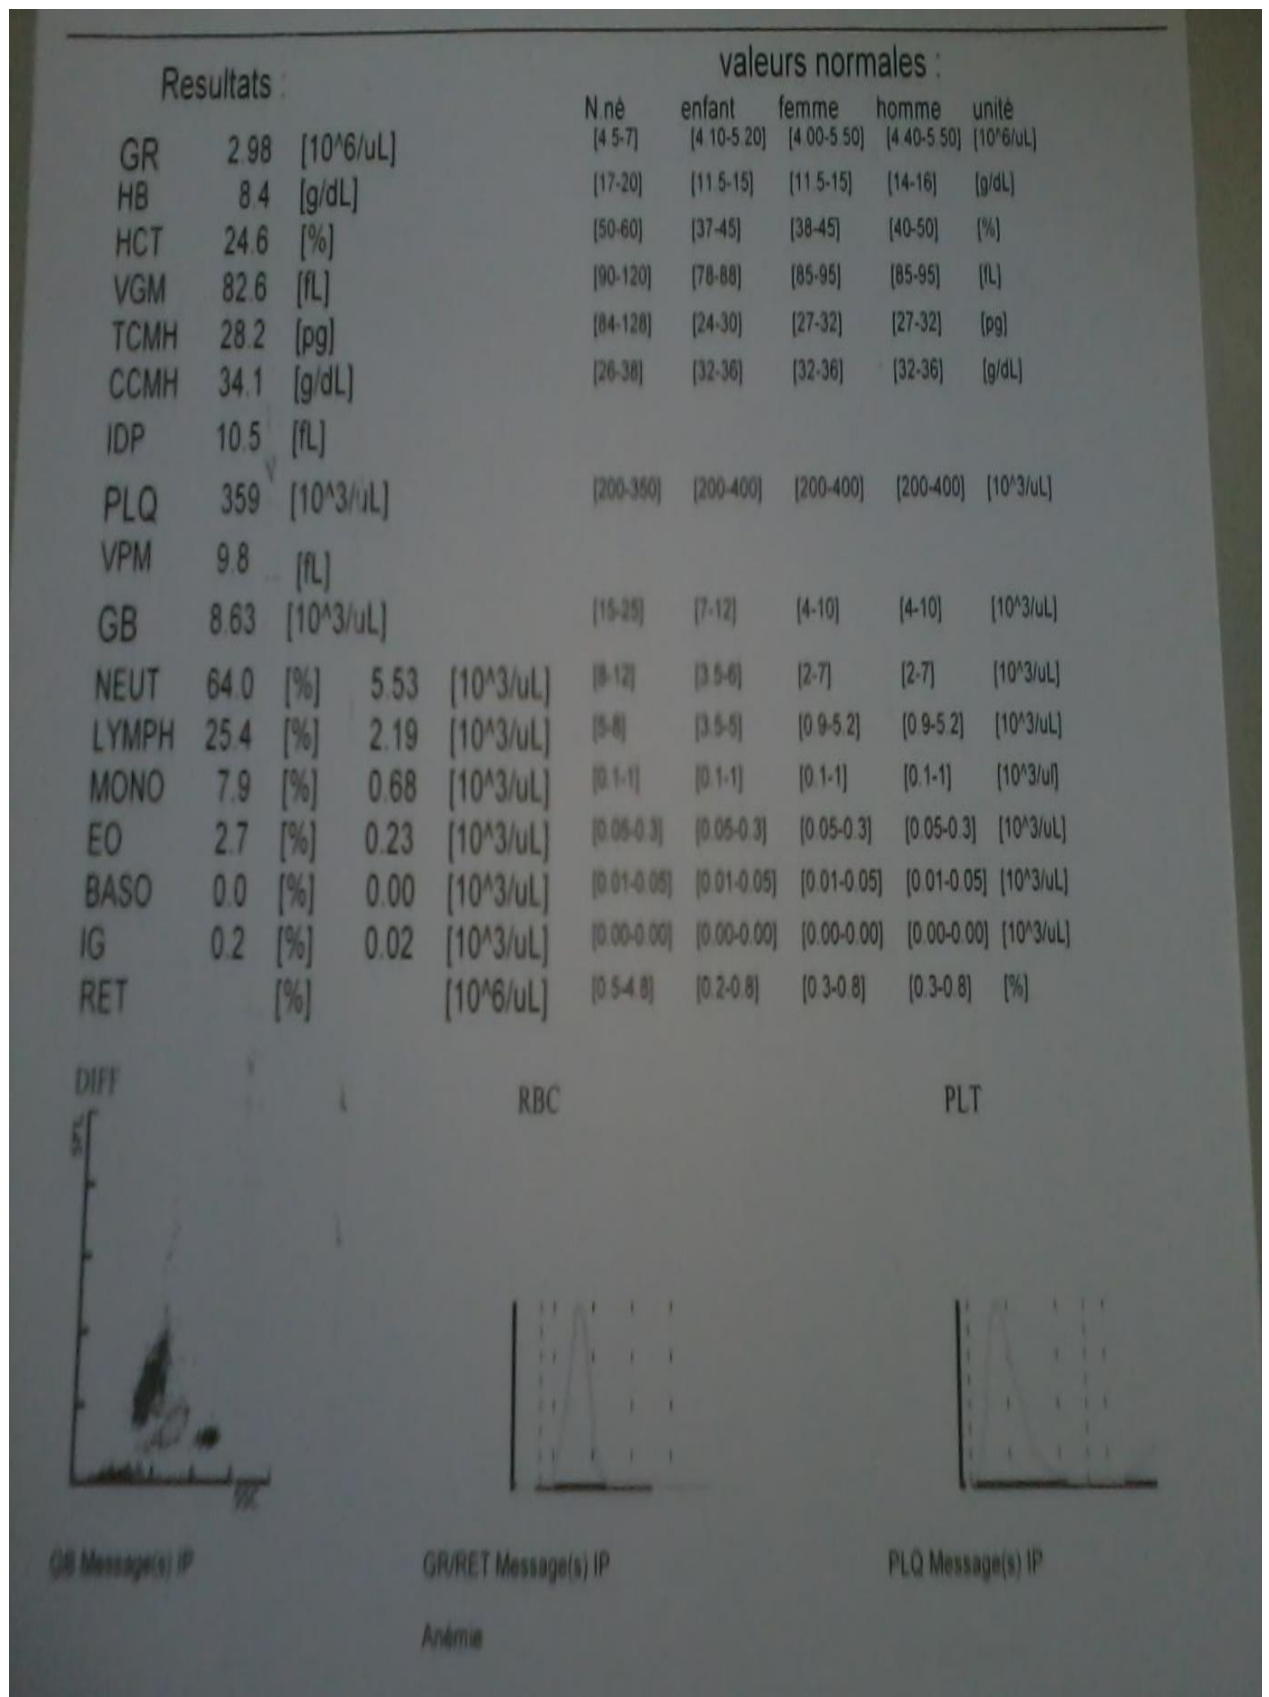 Resultats :
valeurs normales :
N.né enfant femme homme unité
GR 2.98 [10^6/uL] [4.5-7] [4.10-5.20] [4.00-5.50] [4.40-5.50] [10^6/uL]
HB 8.4 [g/dL] [17-20] [11.5-15] [11.5-15] [14-16] [g/dL]
HCT 24.6 [%] [50-60] [37-45] [38-45] [40-50] [%]
VGM 82.6 [fL] [90-120] [78-88] [85-95] [85-95] [fL]
TCMH 28.2 [pg] [84-128] [24-30] [27-32] [27-32] [pg]
CCMH 34.1 [g/dL] [26-38] [32-36] [32-36] [32-36] [g/dL]
IDP 10.5 [fL]
PLQ 359 [10^3/uL] [200-350] [200-400] [200-400] [200-400] [10^3/uL]
VPM 9.8 [fL]
GB 8.63 [10^3/uL] [15-25] [7-12] [4-10] [4-10] [10^3/uL]
NEUT 64.0 [%] 5.53 [10^3/uL] [8-12] [3.5-6] [2-7] [2-7] [10^3/uL]
LYMPH 25.4 [%] 2.19 [10^3/uL] [5-8] [3.5-5] [0.9-5.2] [0.9-5.2] [10^3/uL]
MONO 7.9 [%] 0.68 [10^3/uL] [0.1-1] [0.1-1] [0.1-1] [0.1-1] [10^3/ul]
EO 2.7 [%] 0.23 [10^3/uL] [0.05-0.3] [0.05-0.3] [0.05-0.3] [0.05-0.3] [10^3/uL]
BASO 0.0 [%] 0.00 [10^3/uL] [0.01-0.05] [0.01-0.05] [0.01-0.05] [0.01-0.05] [10^3/uL]
IG 0.2 [%] 0.02 [10^3/uL] [0.00-0.00] [0.00-0.00] [0.00-0.00] [0.00-0.00] [10^3/uL]
RET [%] [10^6/uL] [0.5-4.8] [0.2-0.8] [0.3-0.8] [0.3-0.8] [%]
DIFF RBC PLT
SFL
SSC
GB Message(s) IP GR/RET Message(s) IP PLQ Message(s) IP
Anémie